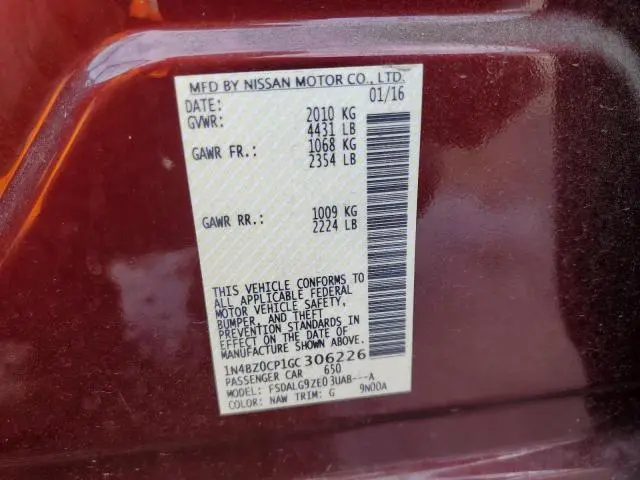 MFD BY NISSAN MOTOR CO., LTD.
DATE: 01/16
GVWR: 2010 KG
4431 LB
GAWR FR.: 1068 KG
2354 LB
GAWR RR.: 1009 KG
2224 LB
THIS VEHICLE CONFORMS TO
ALL APPLICABLE FEDERAL
MOTOR VEHICLE SAFETY,
BUMPER, AND THEFT
PREVENTION STANDARDS IN
EFFECT ON THE DATE OF
MANUFACTURE SHOWN ABOVE.
1N4BZ0CP1GC306226
PASSENGER CAR 650
MODEL: FSDALG9ZE0 3UAB---A
COLOR: NAW TRIM: G 9N00A